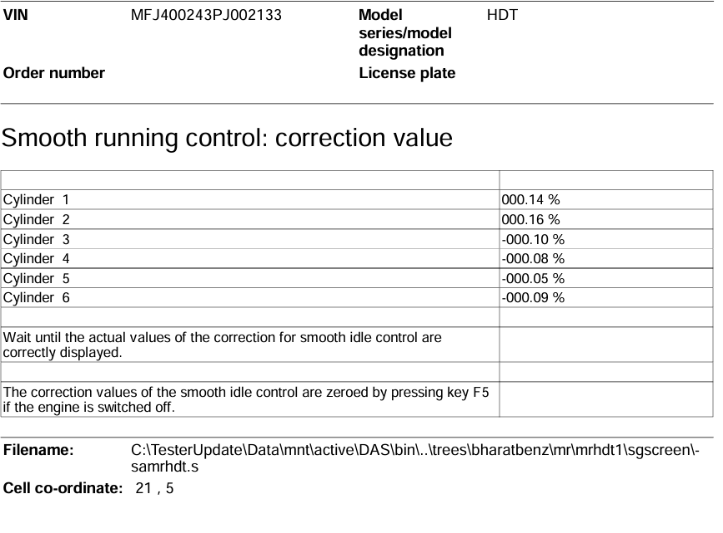 VIN MFJ400243PJ002133 Model series/model designation HDT
Order number License plate
Smooth running control: correction value
Cylinder 1 000.14 %
Cylinder 2 000.16 %
Cylinder 3 -000.10 %
Cylinder 4 -000.08 %
Cylinder 5 -000.05 %
Cylinder 6 -000.09 %
Wait until the actual values of the correction for smooth idle control are
correctly displayed.
The correction values of the smooth idle control are zeroed by pressing key F5
if the engine is switched off.
Filename: C:\TesterUpdate\Data\mnt\active\DAS\bin\..\trees\bharatbenz\mr\mrhdt1\sgscreen\-
samrhdt.s
Cell co-ordinate: 21 , 5